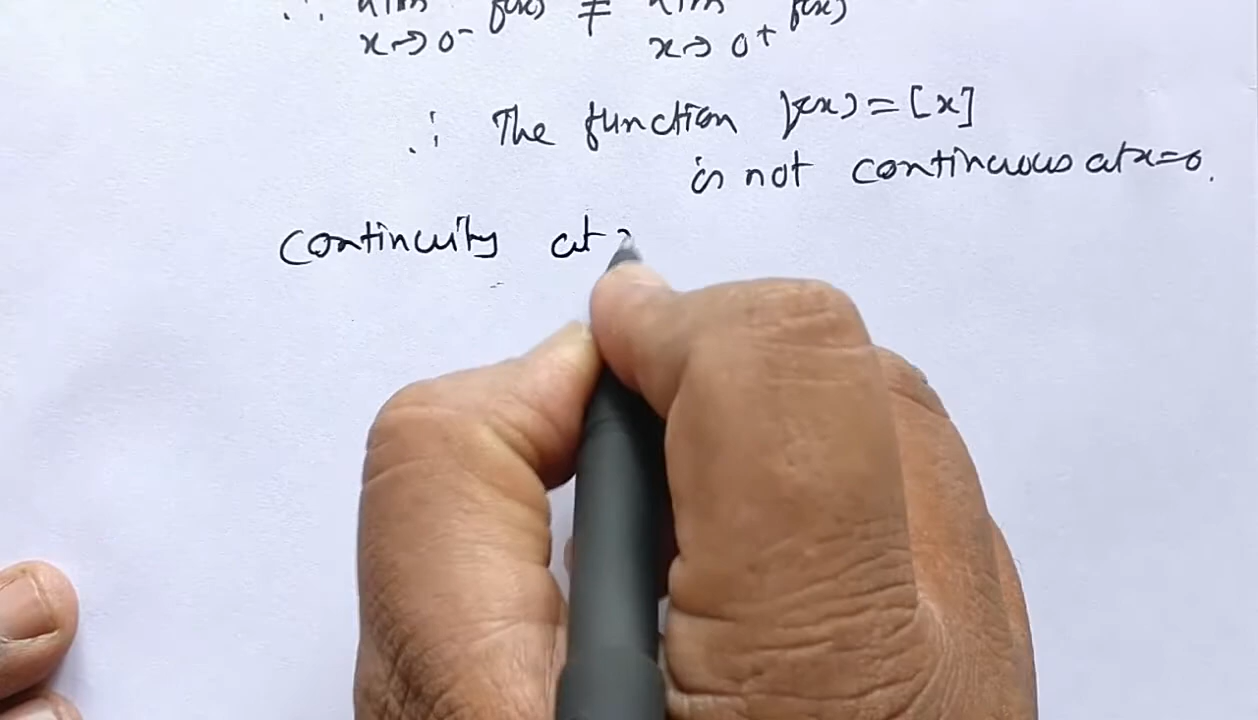 ∴ lim f(x) ≠ lim f(x)
x→0⁻ x→0⁺
∴ The function f(x)=[x]
is not continuous at x=0.
Continuity at